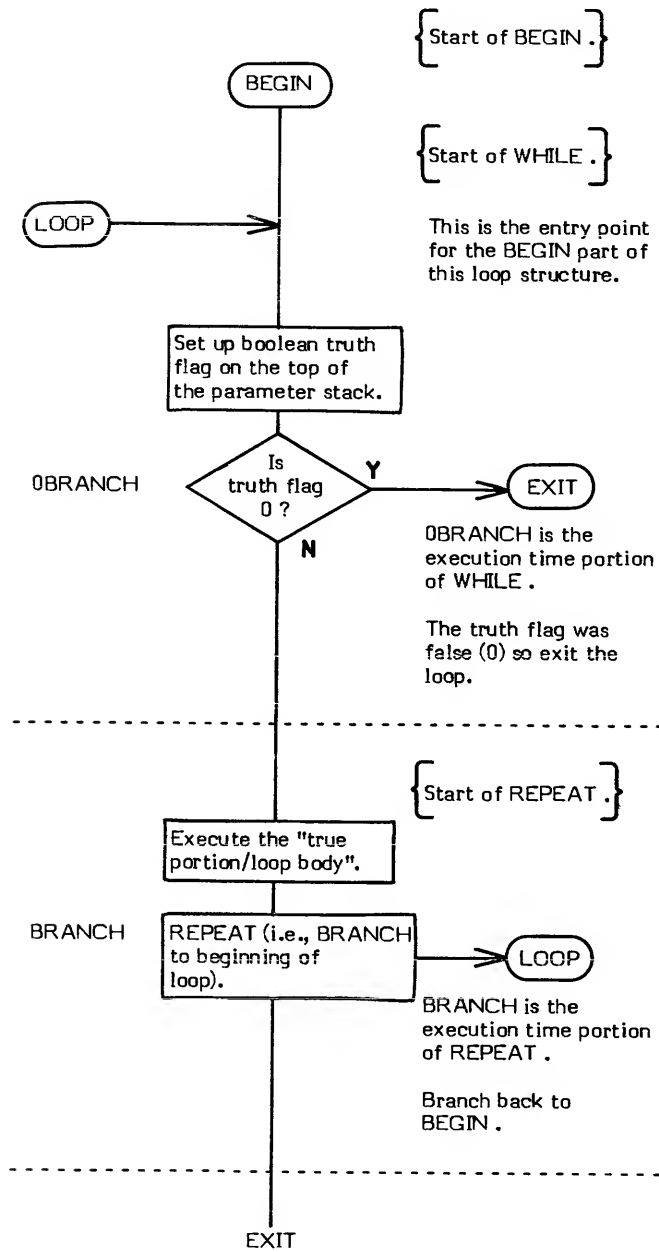 {Start of BEGIN .}
BEGIN
{Start of WHILE .}
LOOP
This is the entry point
for the BEGIN part of
this loop structure.
Set up boolean truth
flag on the top of
the parameter stack.
0BRANCH
Is
truth flag
0 ?
Y
N
EXIT
0BRANCH is the
execution time portion
of WHILE .
The truth flag was
false (0) so exit the
loop.
{Start of REPEAT .}
Execute the "true
portion/loop body".
BRANCH
REPEAT (i.e., BRANCH
to beginning of
loop).
LOOP
BRANCH is the
execution time portion
of REPEAT .
Branch back to
BEGIN .
EXIT